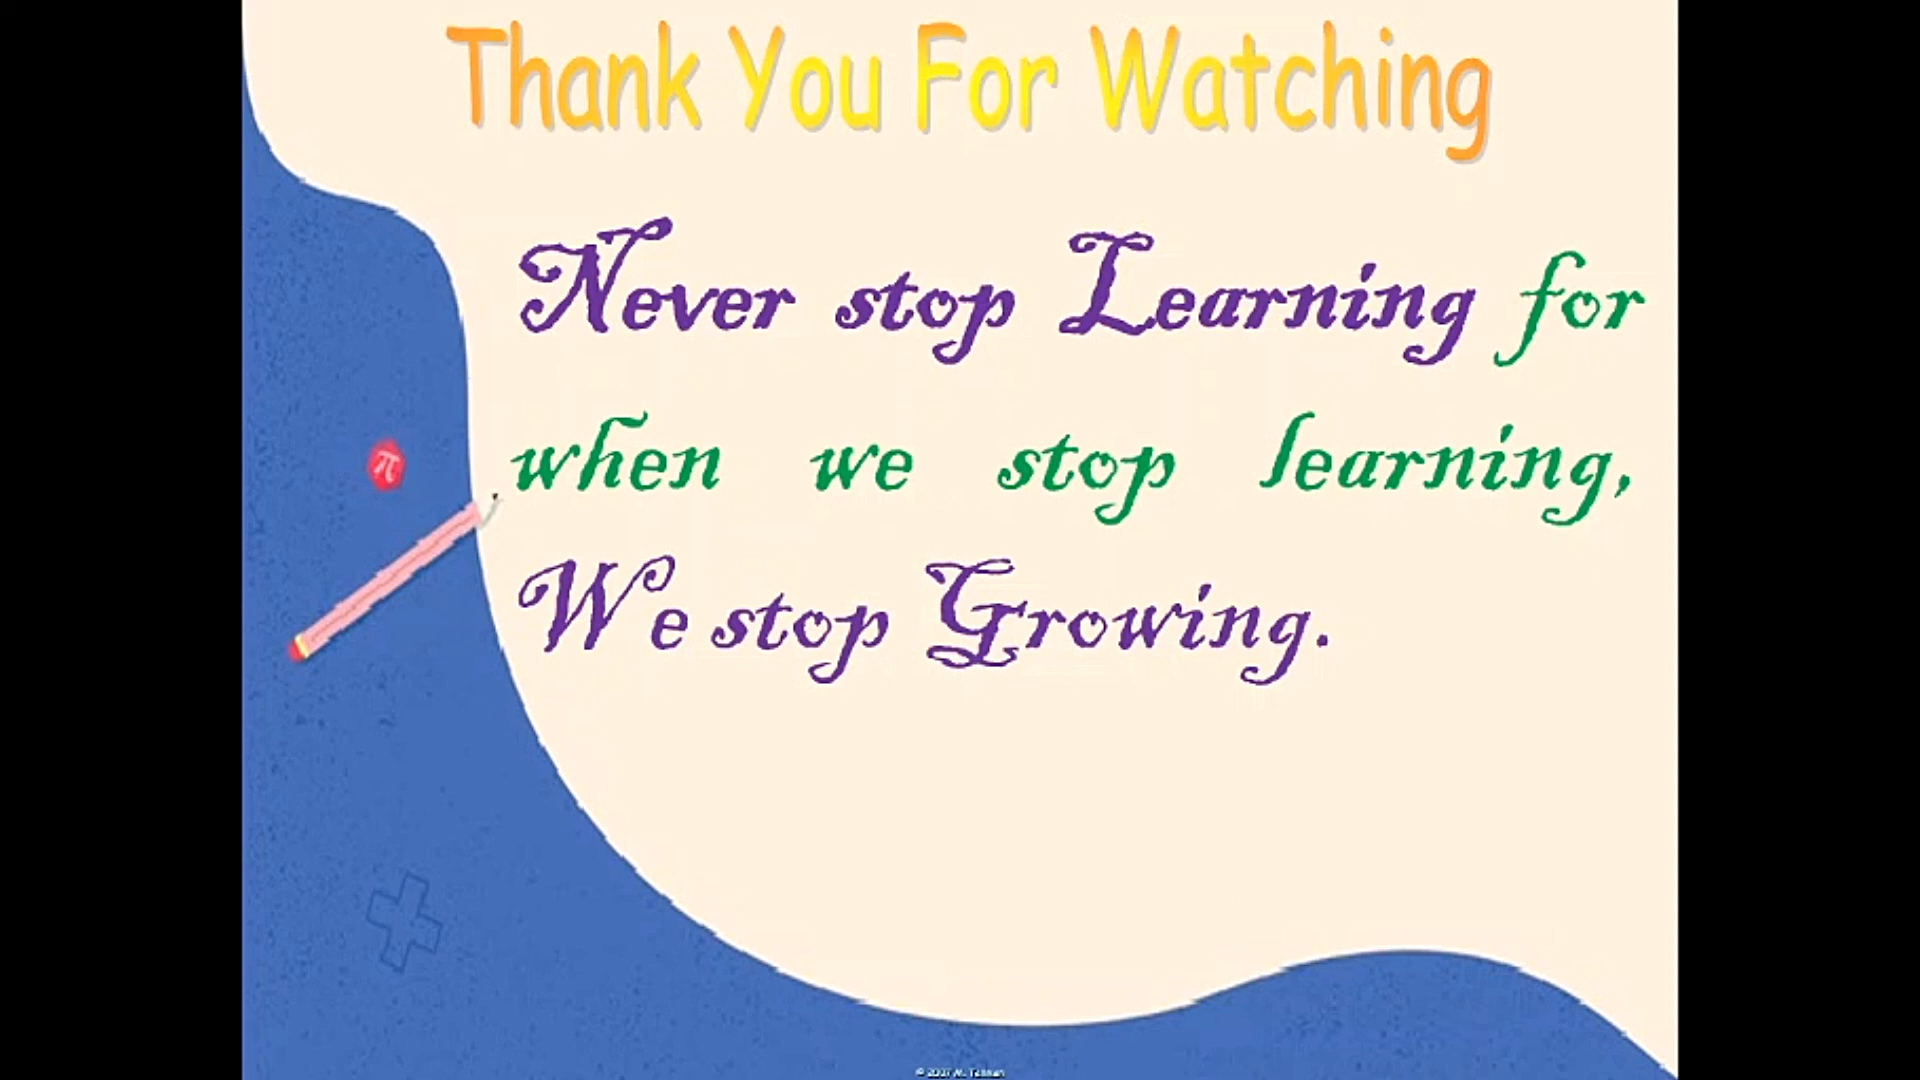 Thank You For Watching
Never stop Learning for
when we stop learning,
We stop Growing.
π